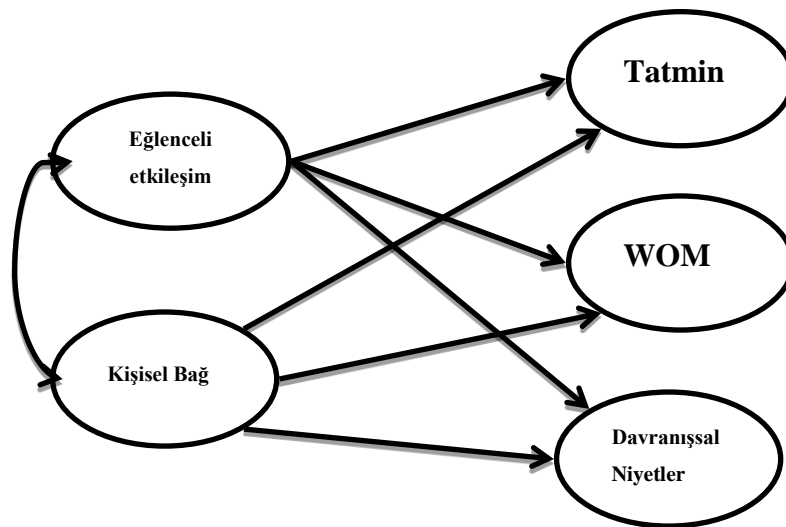 Tatmin
Eğlenceli
etkileşim
WOM
Kişisel Bağ
Davranışsal
Niyetler